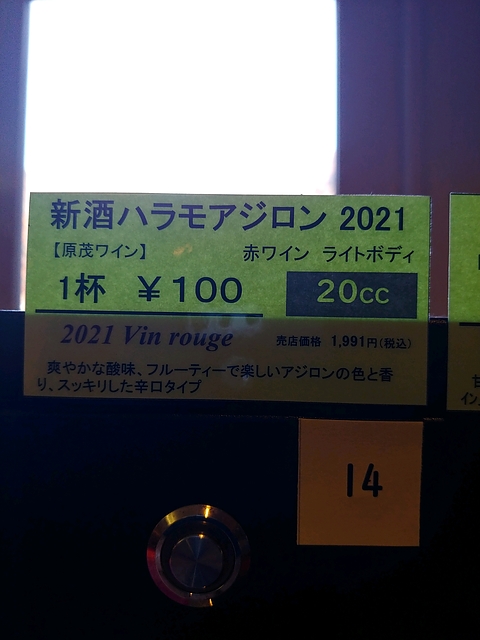 新酒ハラモアジロン 2021
【原茂ワイン】 赤ワイン ライトボディ
1杯 ¥100 20cc
2021 Vin rouge 売店価格 1,991円(税込)
爽やかな酸味、フルーティーで楽しいアジロンの色と香
り、スッキリした辛口タイプ
14